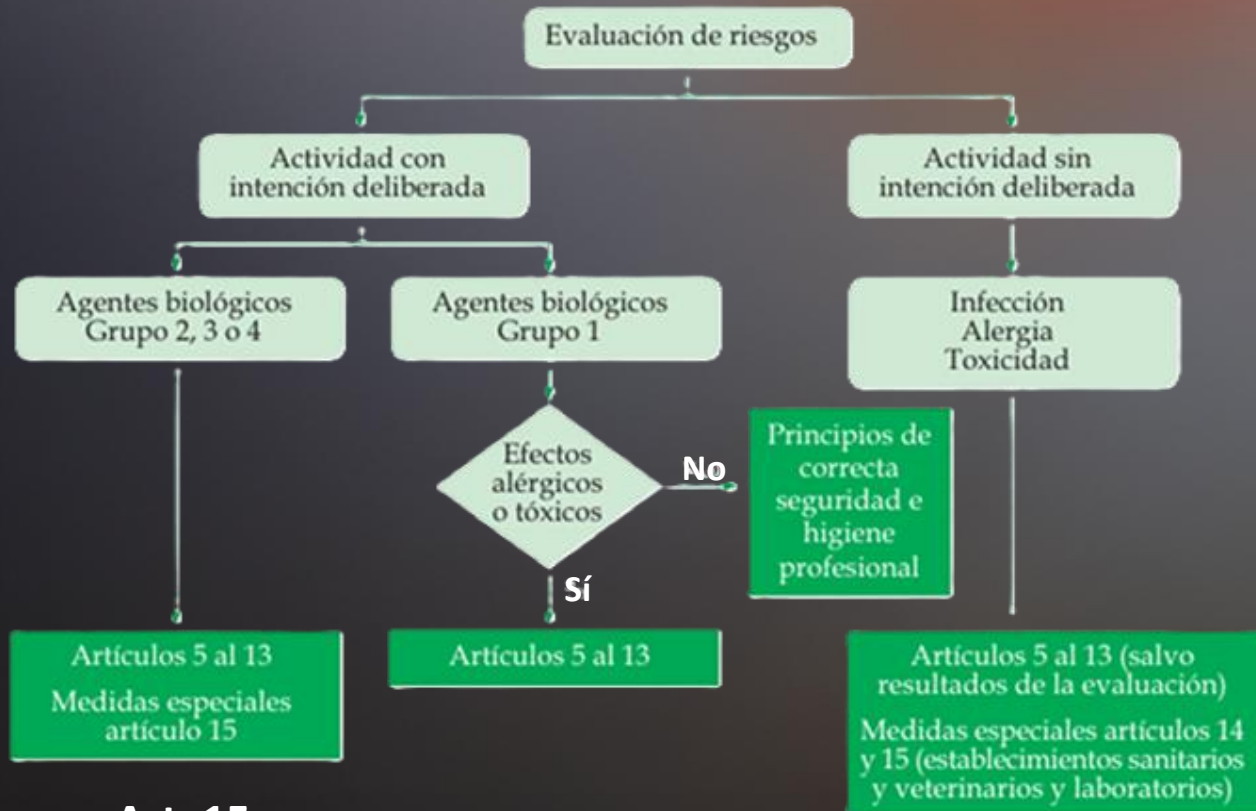 Evaluación de riesgos
Actividad con
intención deliberada
Actividad sin
intención deliberada
Agentes biológicos
Grupo 2, 3 o 4
Agentes biológicos
Grupo 1
Infección
Alergia
Toxicidad
Efectos
alérgicos
o tóxicos
No
Principios de
correcta
seguridad e
higiene
profesional
Sí
Artículos 5 al 13
Medidas especiales
artículo 15
Artículos 5 al 13
Artículos 5 al 13 (salvo
resultados de la evaluación)
Medidas especiales artículos 14
y 15 (establecimientos sanitarios
y veterinarios y laboratorios)